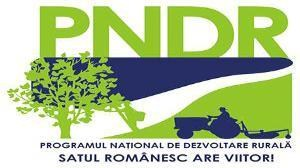 PNDR
PROGRAMUL NAȚIONAL DE DEZVOLTARE RURALĂ
SATUL ROMÂNESC ARE VIITOR!